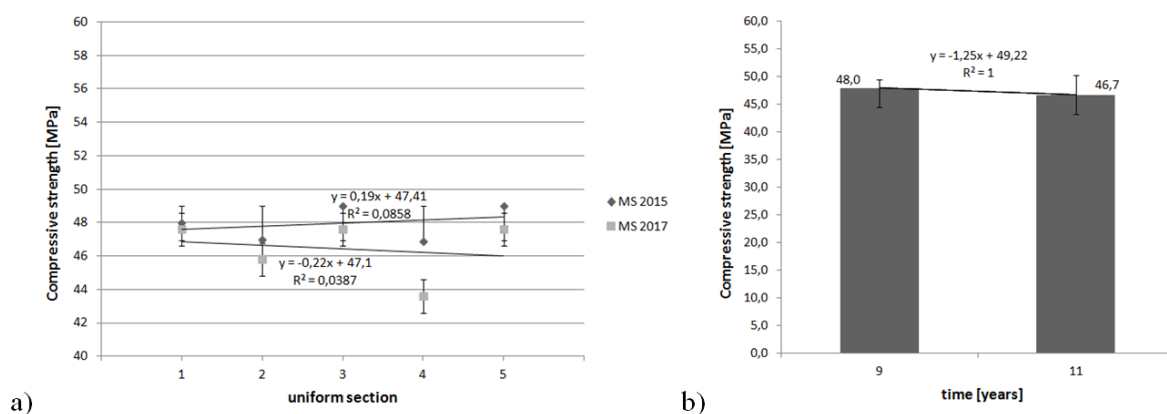 60
58
56
54
52
50
48
46
44
42
40
Compressive strength [MPa]
y = 0,19x + 47,41
R² = 0,0858
y = -0,22x + 47,1
R² = 0,0387
1 2 3 4 5
uniform section
MS 2015
MS 2017
a)
60,0
55,0
50,0
45,0
40,0
35,0
30,0
25,0
20,0
15,0
10,0
5,0
0,0
Compressive strength [MPa]
y = -1,25x + 49,22
R² = 1
48,0
46,7
9 11
time [years]
b)